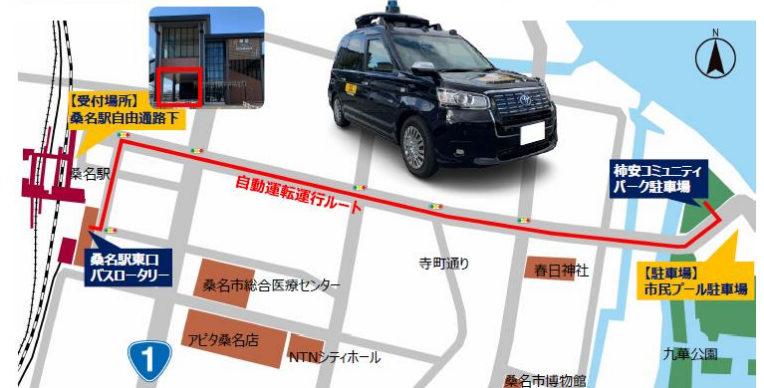 N
【受付場所】
桑名駅自由通路下
桑名駅
自動運転運行ルート
柿安コミュニティ
パーク駐車場
桑名駅東口
バスロータリー
寺町通り
春日神社
【駐車場】
市民プール駐車場
桑名市総合医療センター
アピタ桑名店
NTNシティホール
1
九華公園
桑名市博物館